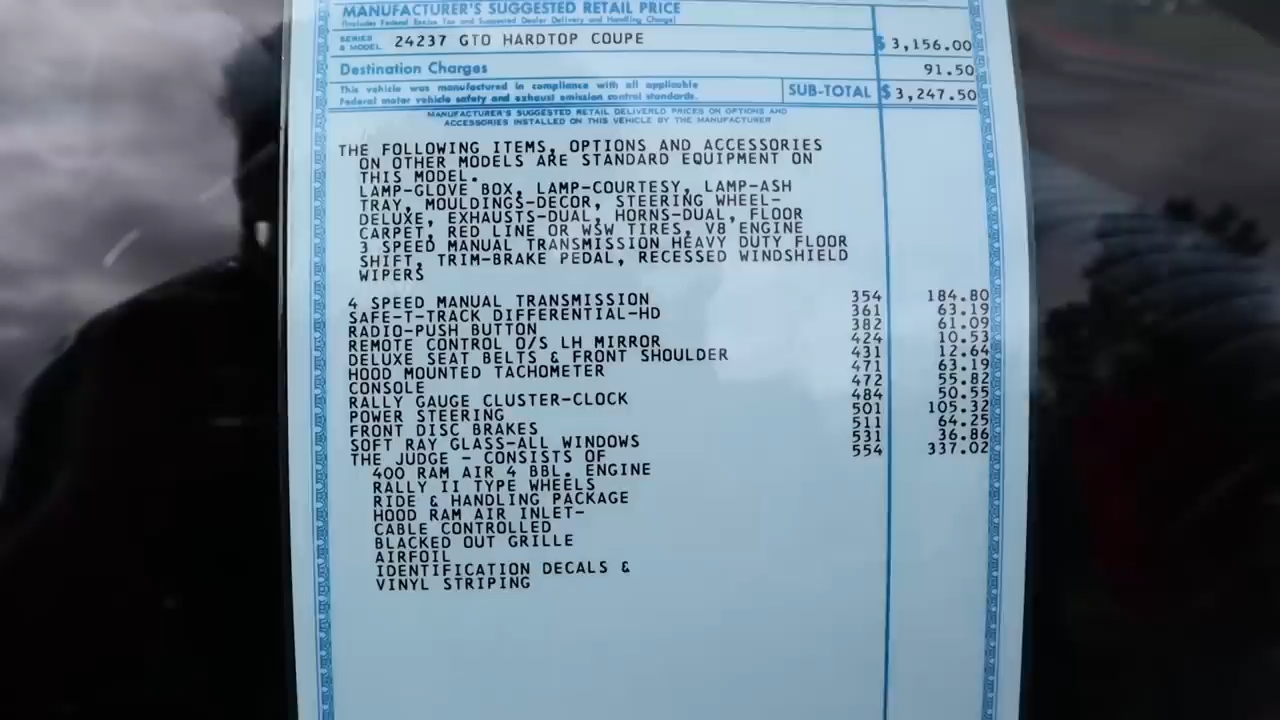 MANUFACTURER'S SUGGESTED RETAIL PRICE
(Includes Federal Excise Tax and Suggested Dealer Delivery and Handling Charge)
SERIES & MODEL 24237 GTO HARDTOP COUPE $ 3,156.00
Destination Charges 91.50
This vehicle was manufactured in compliance with all applicable
Federal motor vehicle safety and exhaust emission control standards. SUB-TOTAL $ 3,247.50
MANUFACTURER'S SUGGESTED RETAIL DELIVERED PRICES ON OPTIONS AND
ACCESSORIES INSTALLED ON THIS VEHICLE BY THE MANUFACTURER
THE FOLLOWING ITEMS, OPTIONS AND ACCESSORIES
ON OTHER MODELS ARE STANDARD EQUIPMENT ON
THIS MODEL.
LAMP-GLOVE BOX, LAMP-COURTESY, LAMP-ASH
TRAY, MOULDINGS-DECOR, STEERING WHEEL-
DELUXE, EXHAUSTS-DUAL, HORNS-DUAL, FLOOR
CARPET, RED LINE OR WSW TIRES, V8 ENGINE
3 SPEED MANUAL TRANSMISSION HEAVY DUTY FLOOR
SHIFT, TRIM-BRAKE PEDAL, RECESSED WINDSHIELD
WIPERS
4 SPEED MANUAL TRANSMISSION 354 184.80
SAFE-T-TRACK DIFFERENTIAL-HD 361 63.19
RADIO-PUSH BUTTON 382 61.09
REMOTE CONTROL O/S LH MIRROR 424 10.53
DELUXE SEAT BELTS & FRONT SHOULDER 431 12.64
HOOD MOUNTED TACHOMETER 471 63.19
CONSOLE 472 55.82
RALLY GAUGE CLUSTER-CLOCK 484 50.55
POWER STEERING 501 105.32
FRONT DISC BRAKES 511 64.25
SOFT RAY GLASS-ALL WINDOWS 531 36.86
THE JUDGE - CONSISTS OF 554 337.02
400 RAM AIR 4 BBL. ENGINE
RALLY II TYPE WHEELS
RIDE & HANDLING PACKAGE
HOOD RAM AIR INLET-
CABLE CONTROLLED
BLACKED OUT GRILLE
AIRFOIL
IDENTIFICATION DECALS &
VINYL STRIPING